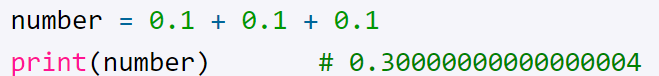 number = 0.1 + 0.1 + 0.1
print(number)       # 0.30000000000000004